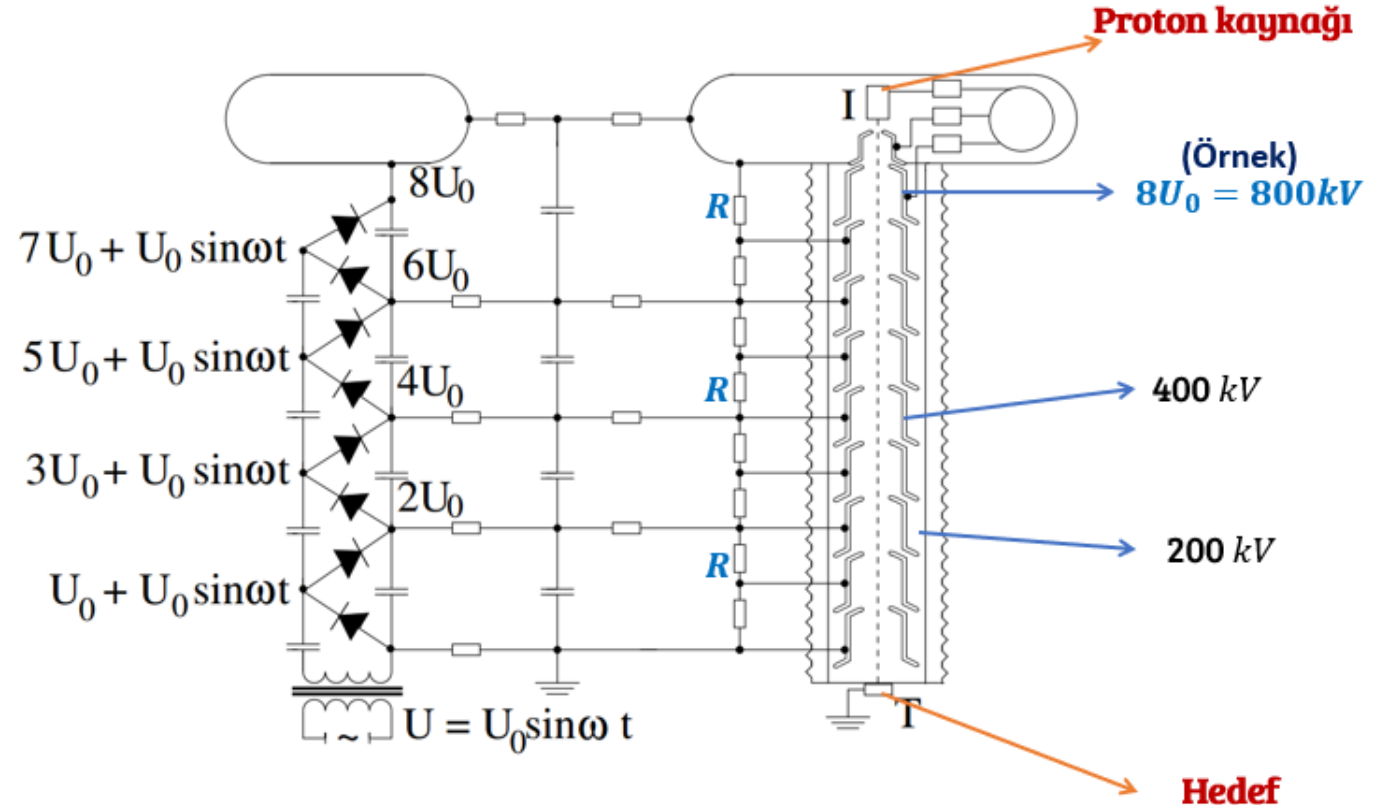 Proton kaynağı
I
(Örnek)
8U₀ = 800kV
8U₀
R
7U₀ + U₀ sinωt
6U₀
5U₀ + U₀ sinωt
4U₀
R
400 kV
3U₀ + U₀ sinωt
2U₀
200 kV
R
U₀ + U₀ sinωt
~
U = U₀sinω t
T
Hedef